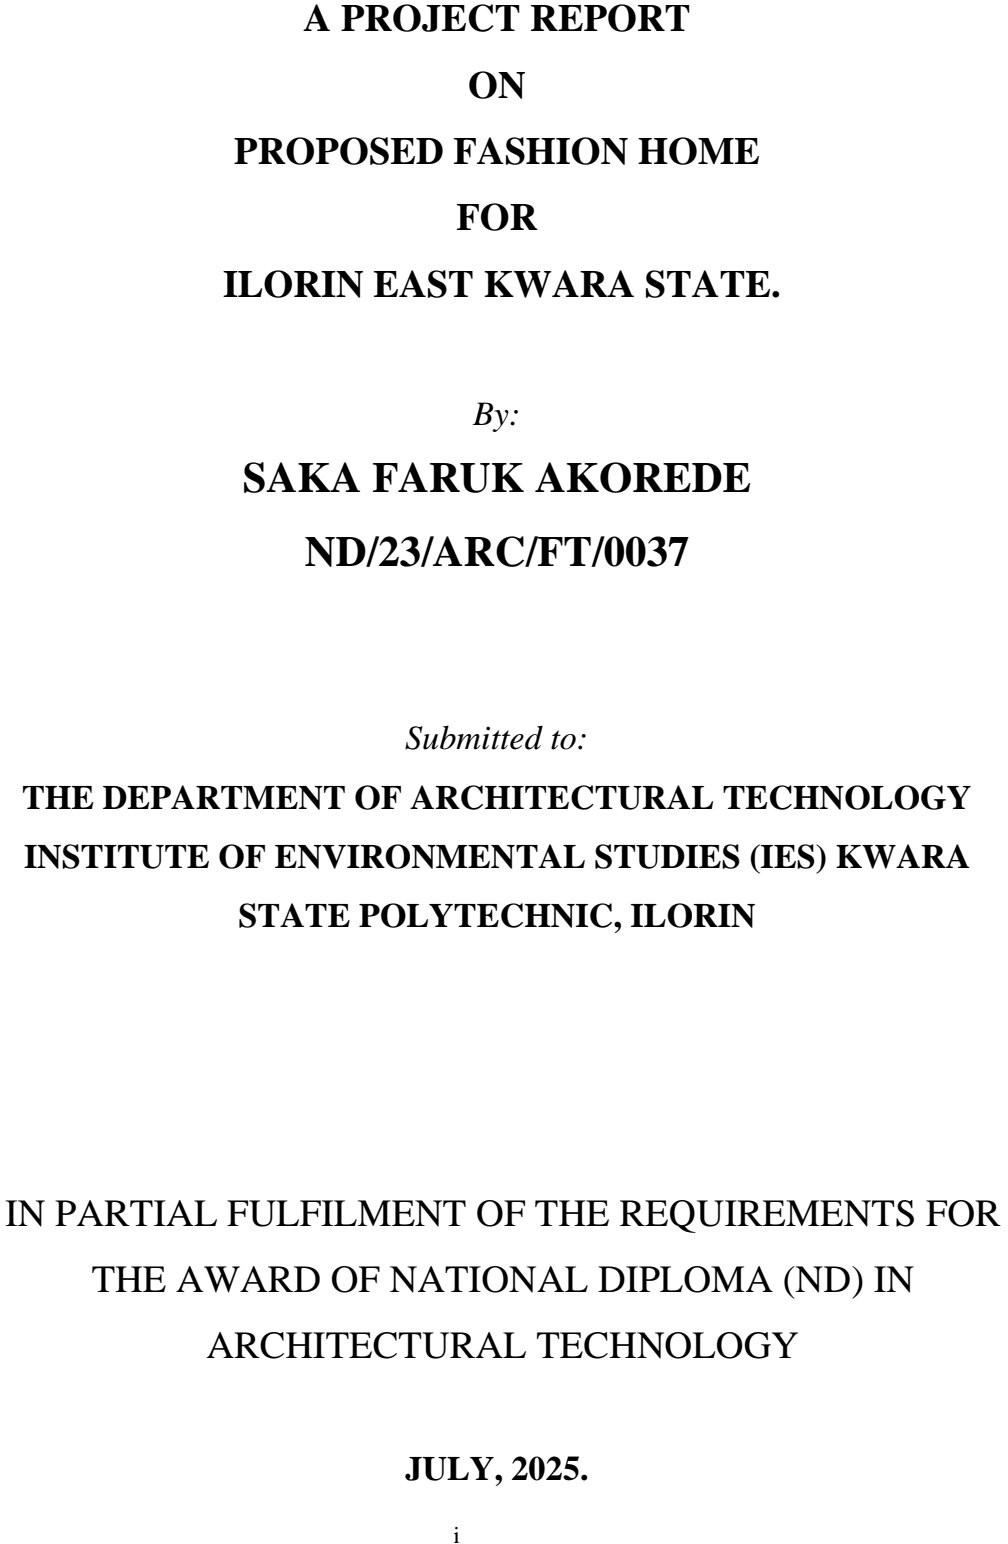 A PROJECT REPORT
ON
PROPOSED FASHION HOME
FOR
ILORIN EAST KWARA STATE.
By:
SAKA FARUK AKOREDE
ND/23/ARC/FT/0037
Submitted to:
THE DEPARTMENT OF ARCHITECTURAL TECHNOLOGY
INSTITUTE OF ENVIRONMENTAL STUDIES (IES) KWARA
STATE POLYTECHNIC, ILORIN
IN PARTIAL FULFILMENT OF THE REQUIREMENTS FOR
THE AWARD OF NATIONAL DIPLOMA (ND) IN
ARCHITECTURAL TECHNOLOGY
JULY, 2025.
i